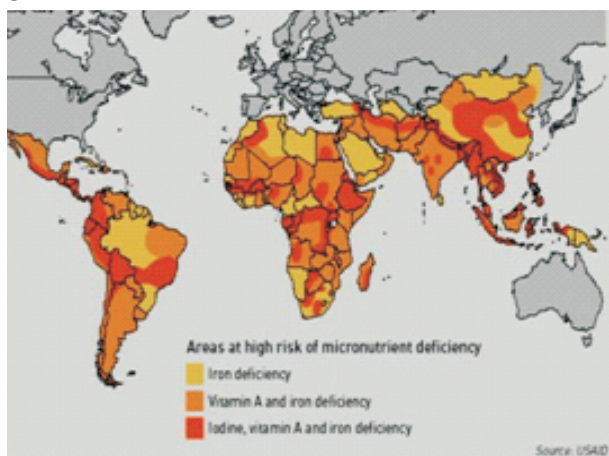 Areas at high risk of micronutrient deficiency
Iron deficiency
Vitamin A and iron deficiency
Iodine, vitamin A and iron deficiency
Source: USAID